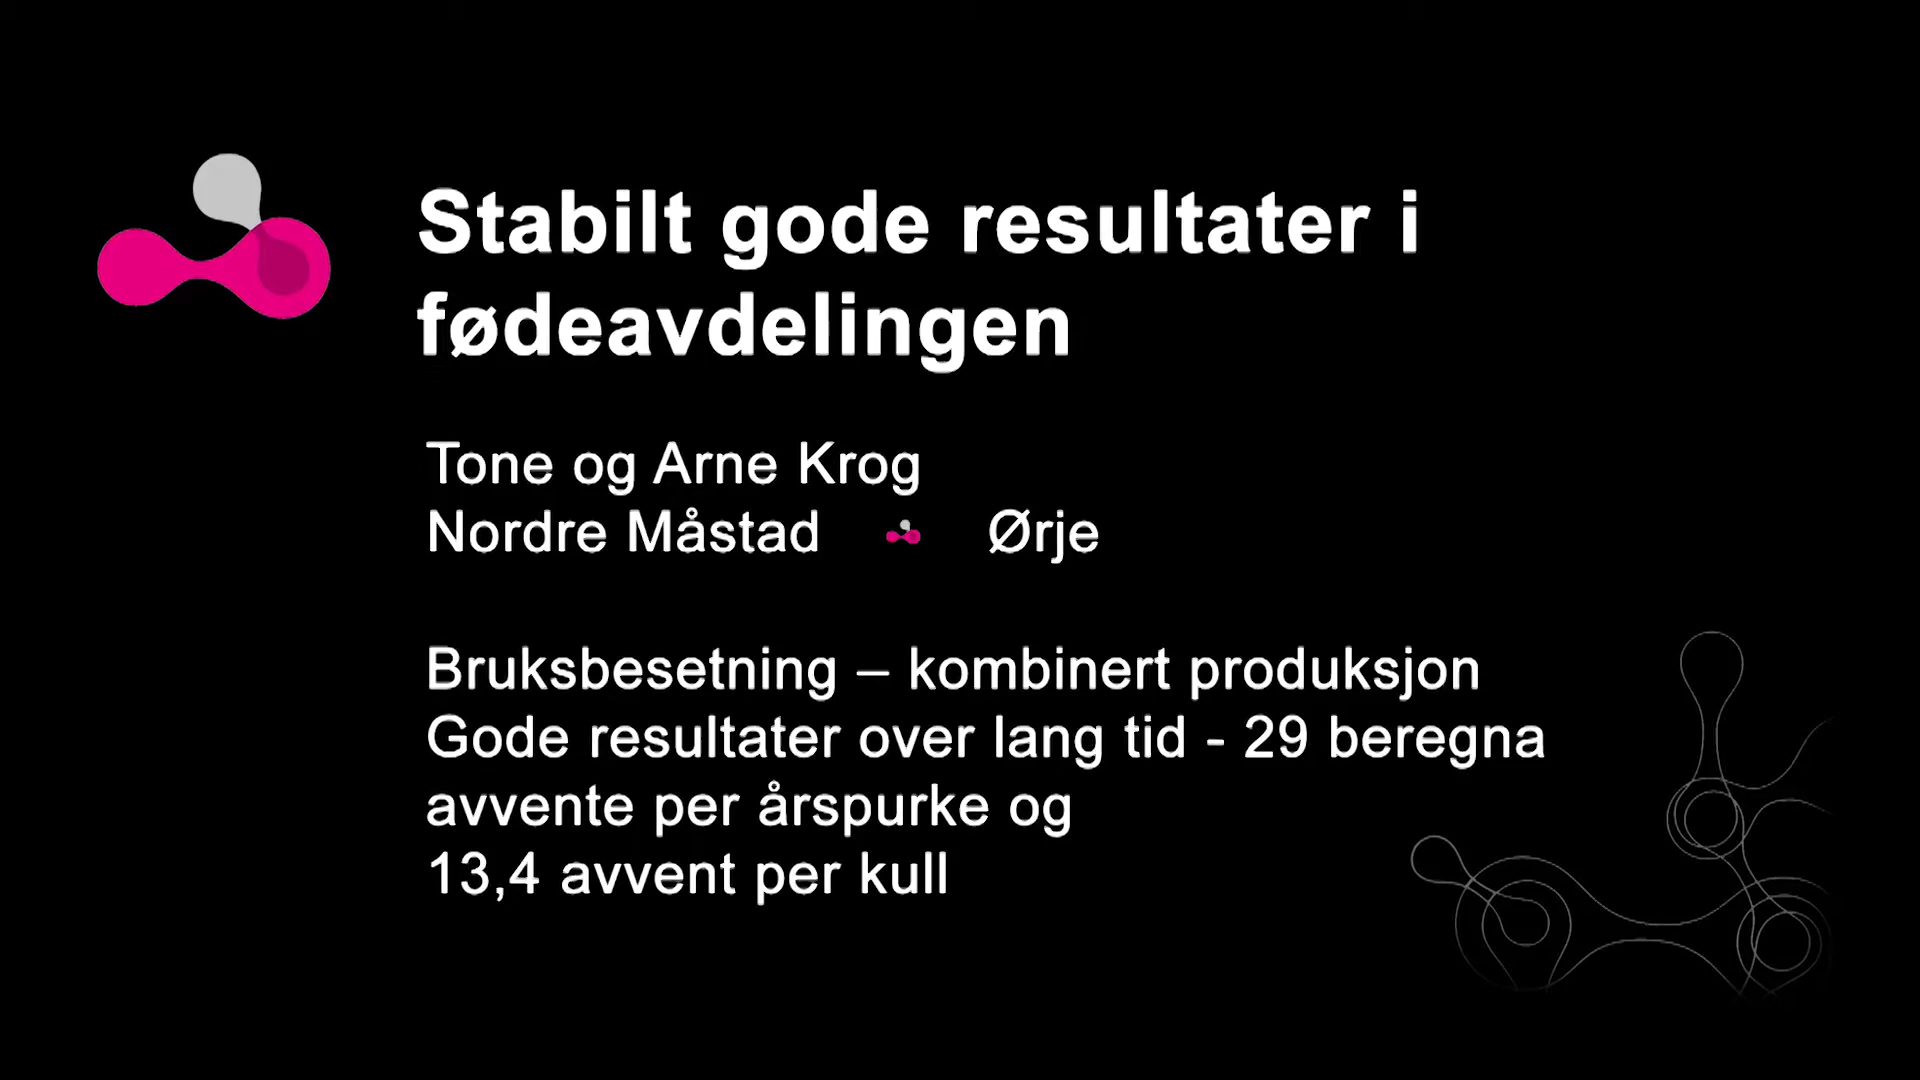 Stabilt gode resultater i
fødeavdelingen
Tone og Arne Krog
Nordre Måstad Ørje
Bruksbesetning – kombinert produksjon
Gode resultater over lang tid - 29 beregna
avvente per årspurke og
13,4 avvent per kull